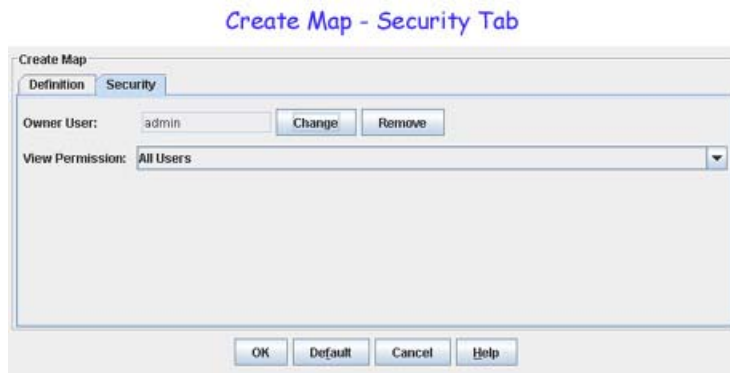 Create Map - Security Tab
Create Map
Definition Security
Owner User: admin Change Remove
View Permission: All Users
OK Default Cancel Help